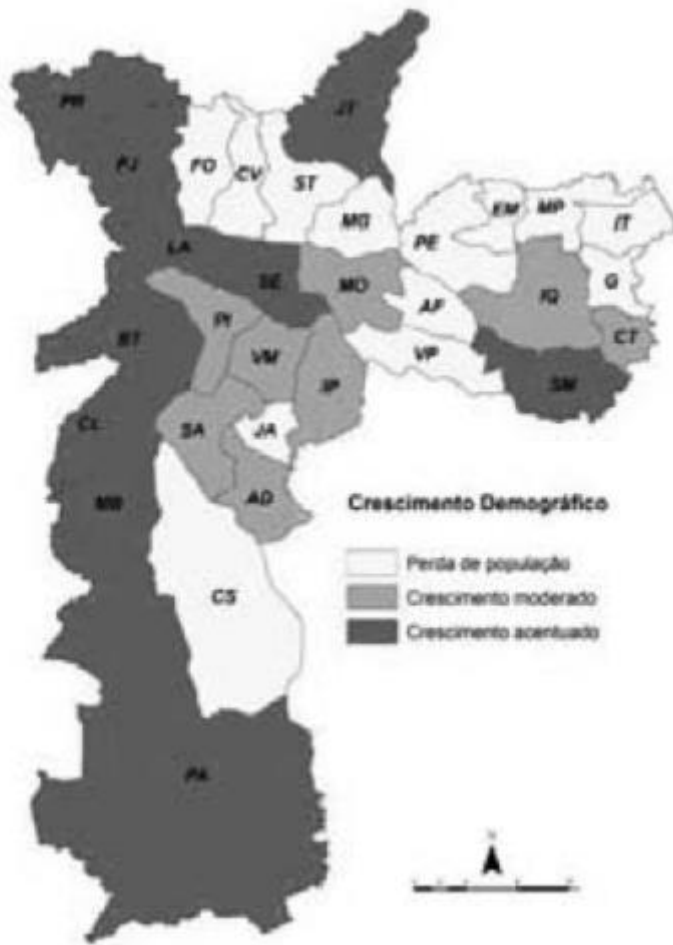 PR
JT
PJ
FO
CV
ST
MG
EM
MP
IT
PE
LA
SE
MO
IQ
G
AF
BT
PI
VM
IP
VP
CT
SM
CL
SA
JA
MB
AD
Crescimento Demográfico
Perda de população
CS
Crescimento moderado
Crescimento acentuado
PA